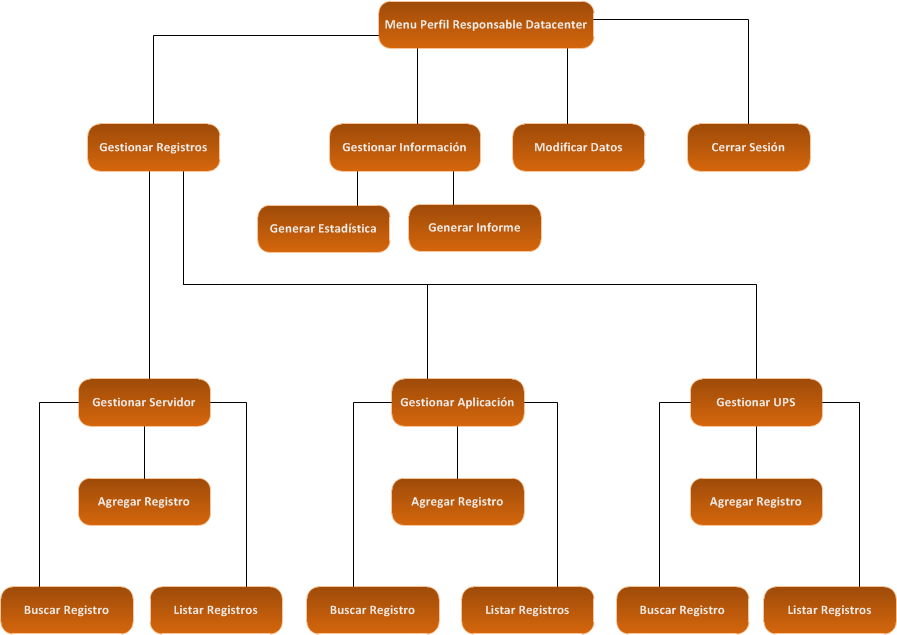 Menu Perfil Responsable Datacenter
Gestionar Registros
Gestionar Información
Modificar Datos
Cerrar Sesión
Generar Estadística
Generar Informe
Gestionar Servidor
Gestionar Aplicación
Gestionar UPS
Agregar Registro
Agregar Registro
Agregar Registro
Buscar Registro
Listar Registros
Buscar Registro
Listar Registros
Buscar Registro
Listar Registros